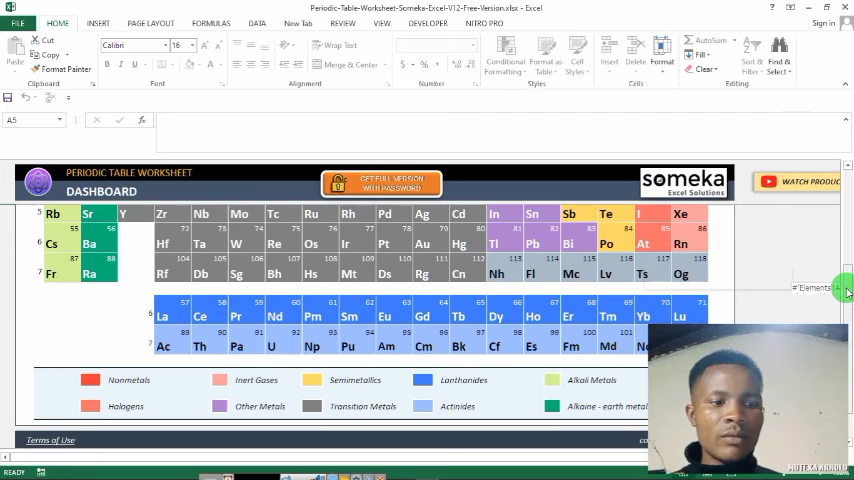 Periodic-Table-Worksheet-Someka-Excel-V12-Free-Version.xlsx - Excel
Sign in
FILE HOME INSERT PAGE LAYOUT FORMULAS DATA New Tab REVIEW VIEW DEVELOPER NITRO PRO
Cut
Copy
Format Painter
Paste
Clipboard
Calibri 16
B I U
Font
Wrap Text
Merge & Center
Alignment
$ % ,
Number
Conditional Formatting
Format as Table
Cell Styles
Styles
Insert Delete Format
Cells
AutoSum
Fill
Clear
Sort & Filter
Find & Select
Editing
A5
fx
PERIODIC TABLE WORKSHEET
DASHBOARD
GET FULL VERSION
WITH PASSWORD
someka
Excel Solutions
WATCH PRODUC
5 Rb Sr Y Zr Nb Mo Tc Ru Rh Pd Ag Cd In Sn Sb Te I Xe
55 56 72 73 74 75 76 77 78 79 80 81 82 83 84 85 86
6 Cs Ba Hf Ta W Re Os Ir Pt Au Hg Tl Pb Bi Po At Rn
87 88 104 105 106 107 108 109 110 111 112 113 114 115 116 117 118
7 Fr Ra Rf Db Sg Bh Hs Mt Ds Rg Cn Nh Fl Mc Lv Ts Og
#'Elements'!A
57 58 59 60 61 62 63 64 65 66 67 68 69 70 71
6 La Ce Pr Nd Pm Sm Eu Gd Tb Dy Ho Er Tm Yb Lu
89 90 91 92 93 94 95 96 97 98 99 100 101
7 Ac Th Pa U Np Pu Am Cm Bk Cf Es Fm Md
Nonmetals Inert Gases Semimetallics Lanthanides Alkali Metals
Halogens Other Metals Transition Metals Actinides Alkaine - earth metal
Terms of Use
READY
SHITEKA ARNOLD